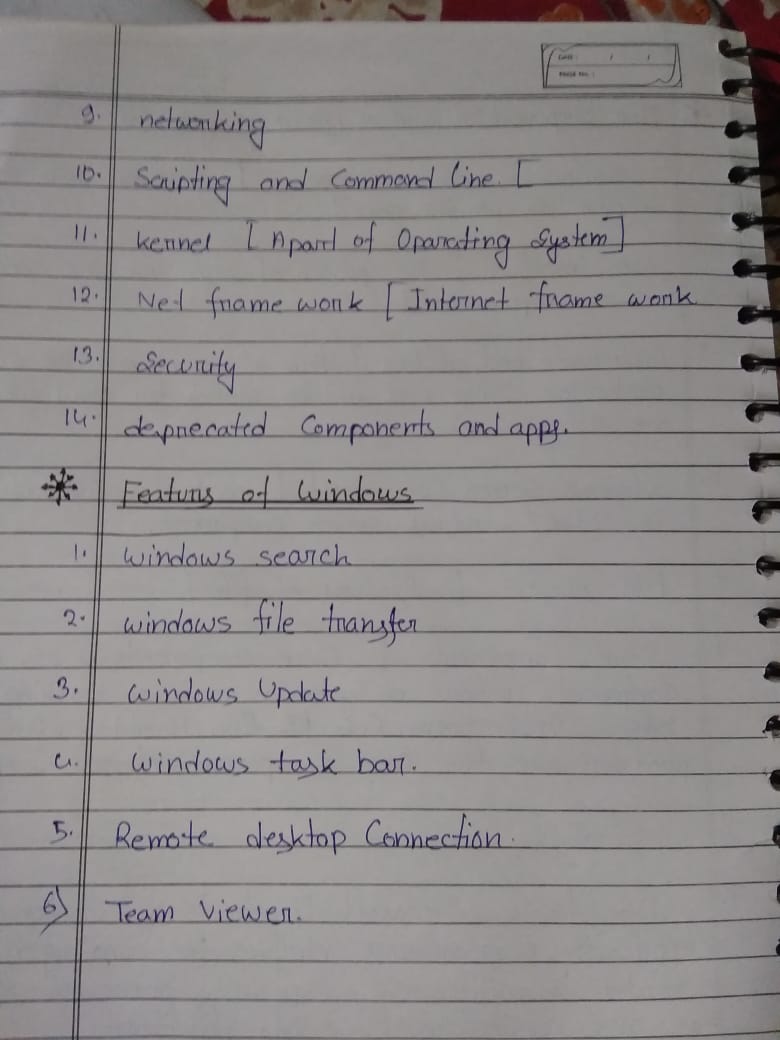 DATE : / /
PAGE NO. :
9. networking
10. Scripting and Command line. [
11. kernel [ Apart of Oparating System ]
12. Net frame work [ Internet frame work
13. Security
14. deprecated Components and apps.
Featurs of windows
1. windows search
2. windows file transfer
3. windows Update
4. windows task bar.
5. Remote desktop Connection.
6) Team viewer.